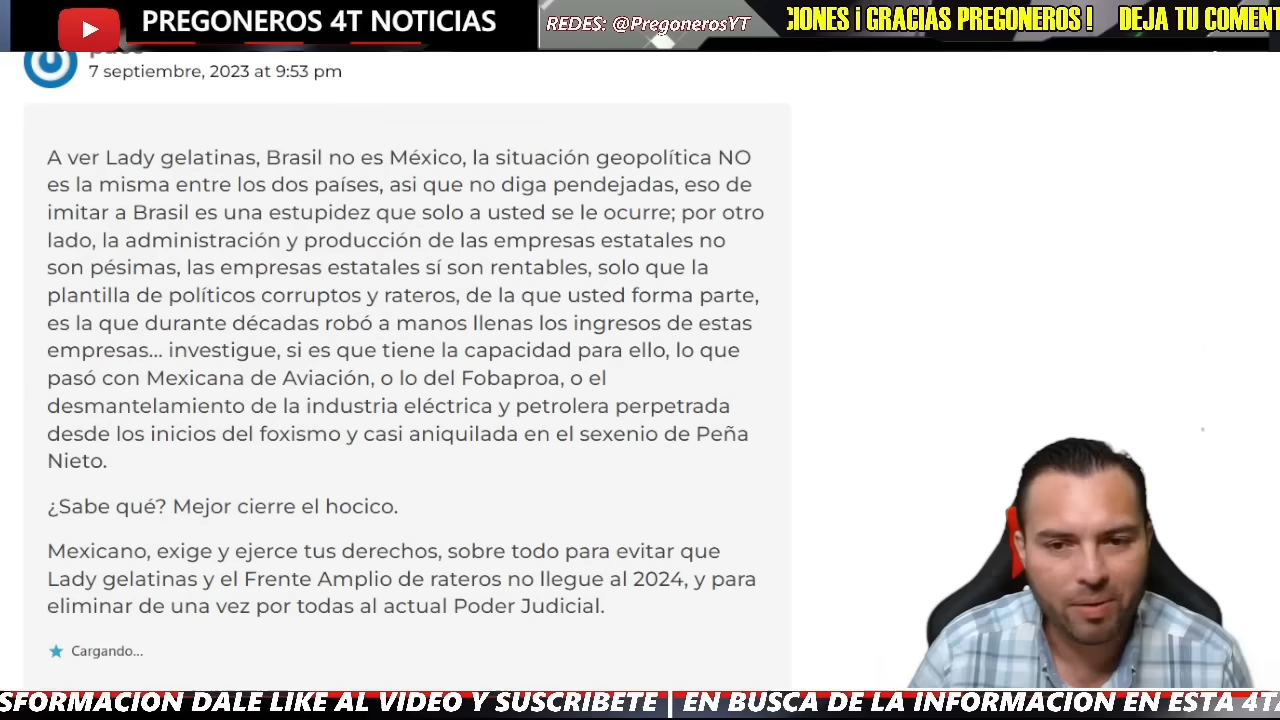 PREGONEROS 4T NOTICIAS
REDES: @PregonerosYT
CIONES ¡ GRACIAS PREGONEROS ! DEJA TU COMENT
7 septiembre, 2023 at 9:53 pm
A ver Lady gelatinas, Brasil no es México, la situación geopolítica NO
es la misma entre los dos países, asi que no diga pendejadas, eso de
imitar a Brasil es una estupidez que solo a usted se le ocurre; por otro
lado, la administración y producción de las empresas estatales no
son pésimas, las empresas estatales sí son rentables, solo que la
plantilla de políticos corruptos y rateros, de la que usted forma parte,
es la que durante décadas robó a manos llenas los ingresos de estas
empresas... investigue, si es que tiene la capacidad para ello, lo que
pasó con Mexicana de Aviación, o lo del Fobaproa, o el
desmantelamiento de la industria eléctrica y petrolera perpetrada
desde los inicios del foxismo y casi aniquilada en el sexenio de Peña
Nieto.
¿Sabe qué? Mejor cierre el hocico.
Mexicano, exige y ejerce tus derechos, sobre todo para evitar que
Lady gelatinas y el Frente Amplio de rateros no llegue al 2024, y para
eliminar de una vez por todas al actual Poder Judicial.
Cargando...
SFORMACION DALE LIKE AL VIDEO Y SUSCRIBETE | EN BUSCA DE LA INFORMACION EN ESTA 4T